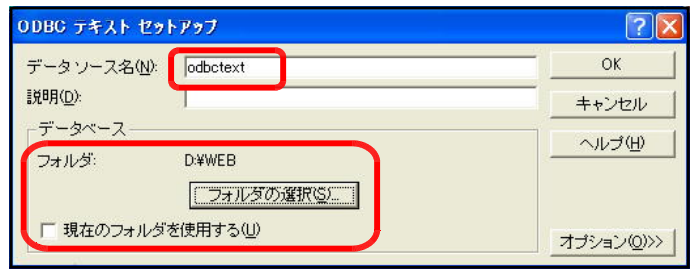 ODBC テキスト セットアップ
データ ソース名(N): odbctext
OK
説明(D):
キャンセル
データベース
ヘルプ(H)
フォルダ: D:¥WEB
フォルダの選択(S)...
現在のフォルダを使用する(U)
オプション(O)>>